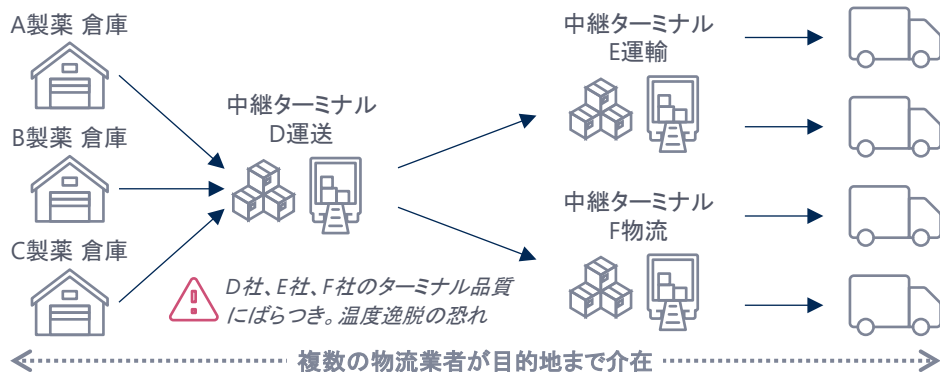 A製薬 倉庫
B製薬 倉庫
C製薬 倉庫
中継ターミナル
D運送
中継ターミナル
E運輸
中継ターミナル
F物流
D社、E社、F社のターミナル品質
にばらつき。温度逸脱の恐れ
複数の物流業者が目的地まで介在